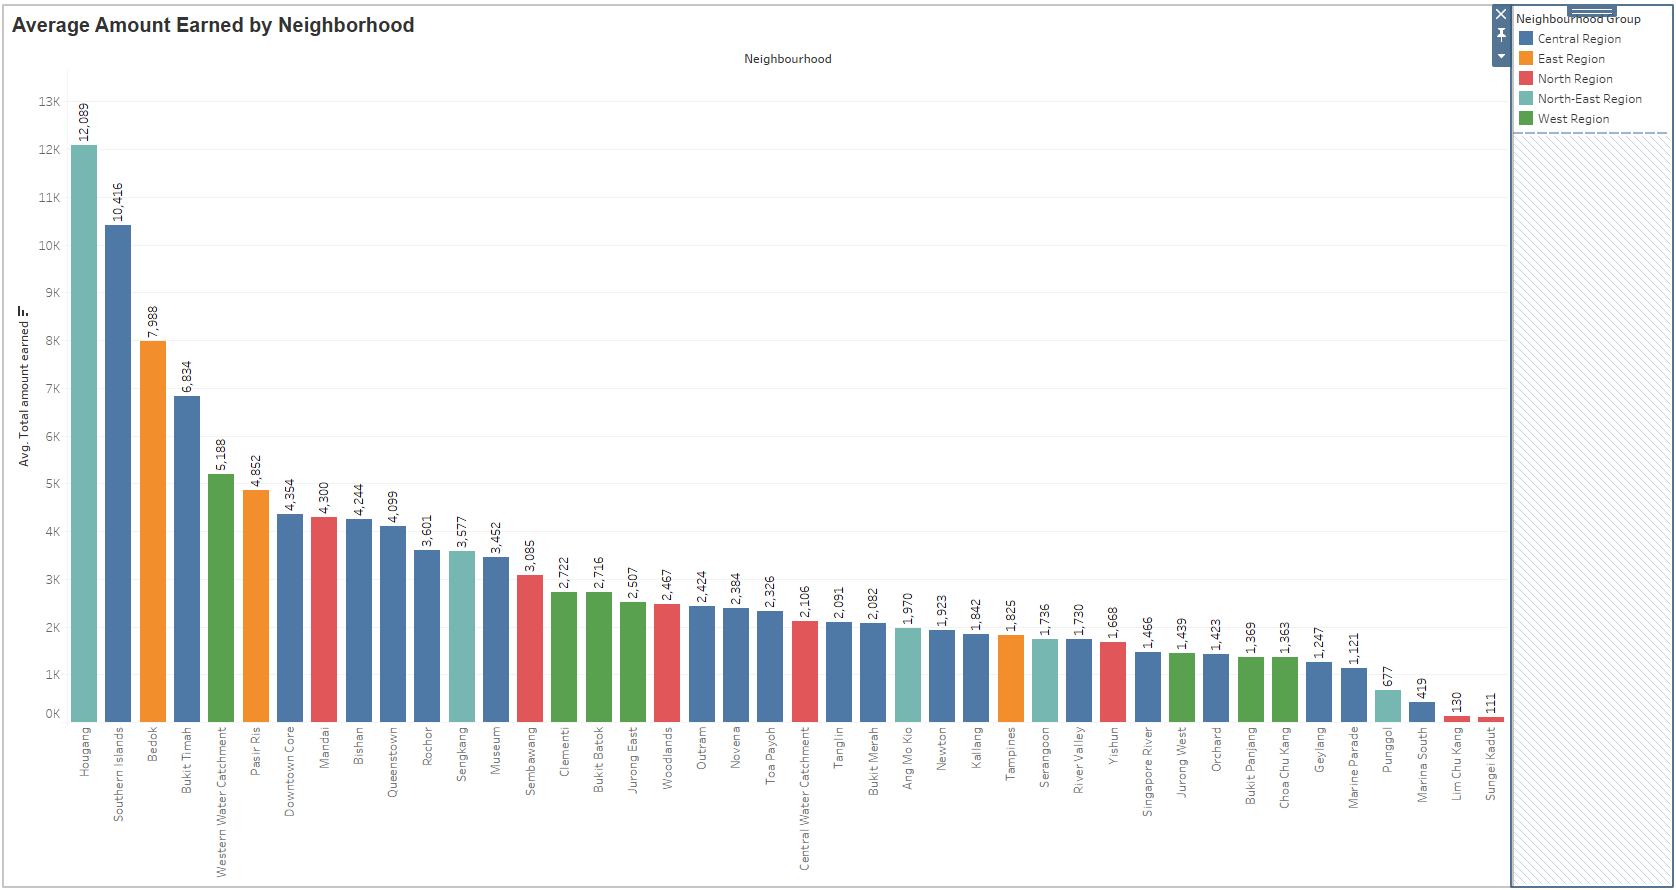 Average Amount Earned by Neighborhood
Neighbourhood
Avg. Total amount earned
13K
12K
11K
10K
9K
8K
7K
6K
5K
4K
3K
2K
1K
0K
12,089
10,416
7,988
6,834
5,188
4,852
4,354
4,300
4,244
4,099
3,601
3,577
3,452
3,085
2,722
2,716
2,507
2,467
2,424
2,384
2,326
2,106
2,091
2,082
1,970
1,923
1,842
1,825
1,736
1,730
1,668
1,466
1,439
1,423
1,369
1,363
1,247
1,121
677
419
130
111
Hougang
Southern Islands
Bedok
Bukit Timah
Western Water Catchment
Pasir Ris
Downtown Core
Mandai
Bishan
Queenstown
Rochor
Sengkang
Museum
Sembawang
Clementi
Bukit Batok
Jurong East
Woodlands
Outram
Novena
Toa Payoh
Central Water Catchment
Tanglin
Bukit Merah
Ang Mo Kio
Newton
Kallang
Tampines
Serangoon
River Valley
Yishun
Singapore River
Jurong West
Orchard
Bukit Panjang
Choa Chu Kang
Geylang
Marine Parade
Punggol
Marina South
Lim Chu Kang
Sungei Kadut
Neighbourhood Group
Central Region
East Region
North Region
North-East Region
West Region